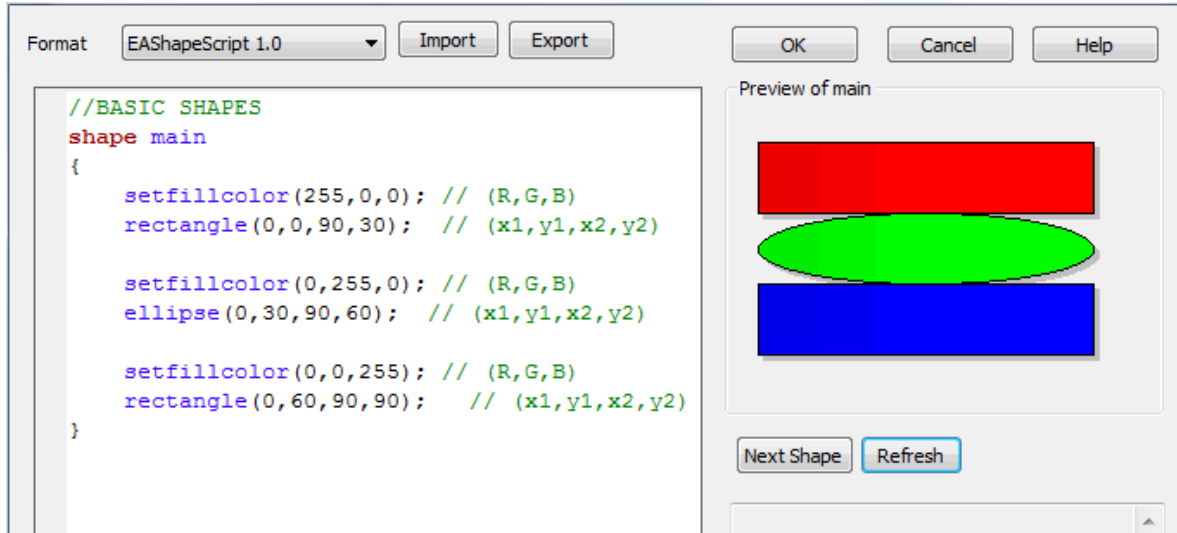 Format EAShapeScript 1.0 Import Export OK Cancel Help
//BASIC SHAPES
shape main
{
setfillcolor(255,0,0); // (R,G,B)
rectangle(0,0,90,30); // (x1,y1,x2,y2)
setfillcolor(0,255,0); // (R,G,B)
ellipse(0,30,90,60); // (x1,y1,x2,y2)
setfillcolor(0,0,255); // (R,G,B)
rectangle(0,60,90,90); // (x1,y1,x2,y2)
}
Preview of main
Next Shape Refresh